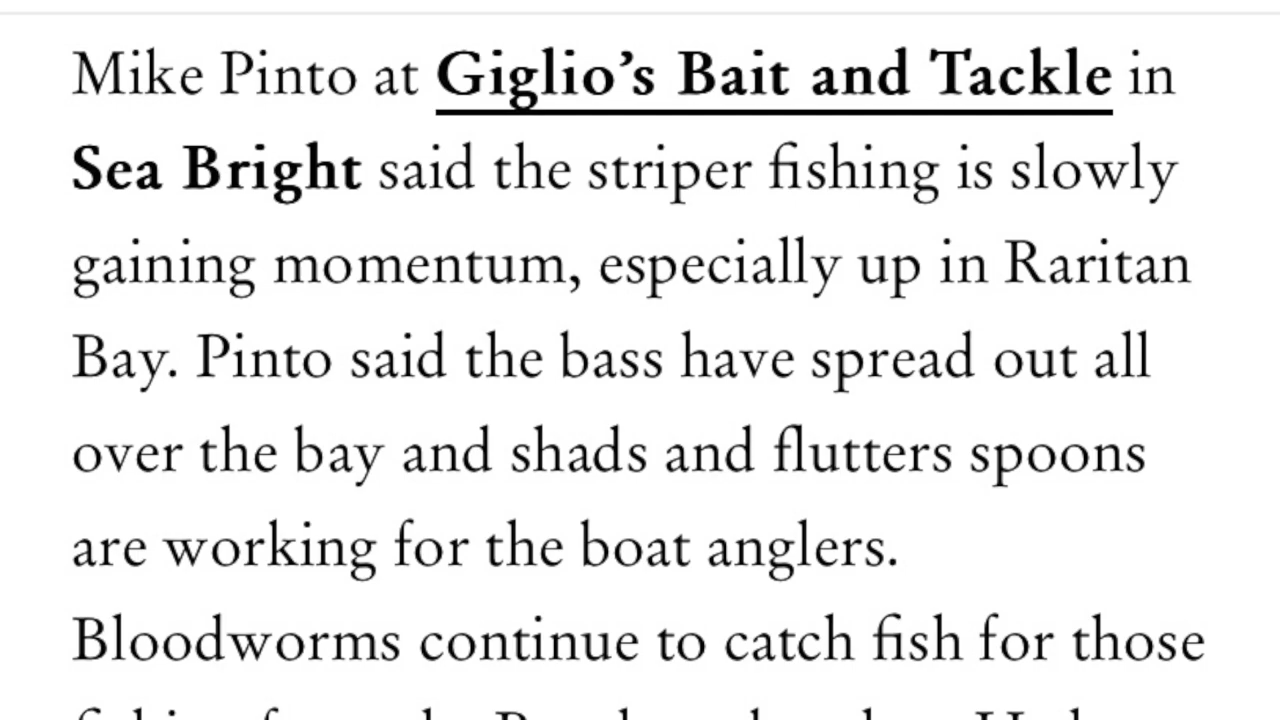 Mike Pinto at Giglio’s Bait and Tackle in
Sea Bright said the striper fishing is slowly
gaining momentum, especially up in Raritan
Bay. Pinto said the bass have spread out all
over the bay and shads and flutters spoons
are working for the boat anglers.
Bloodworms continue to catch fish for those